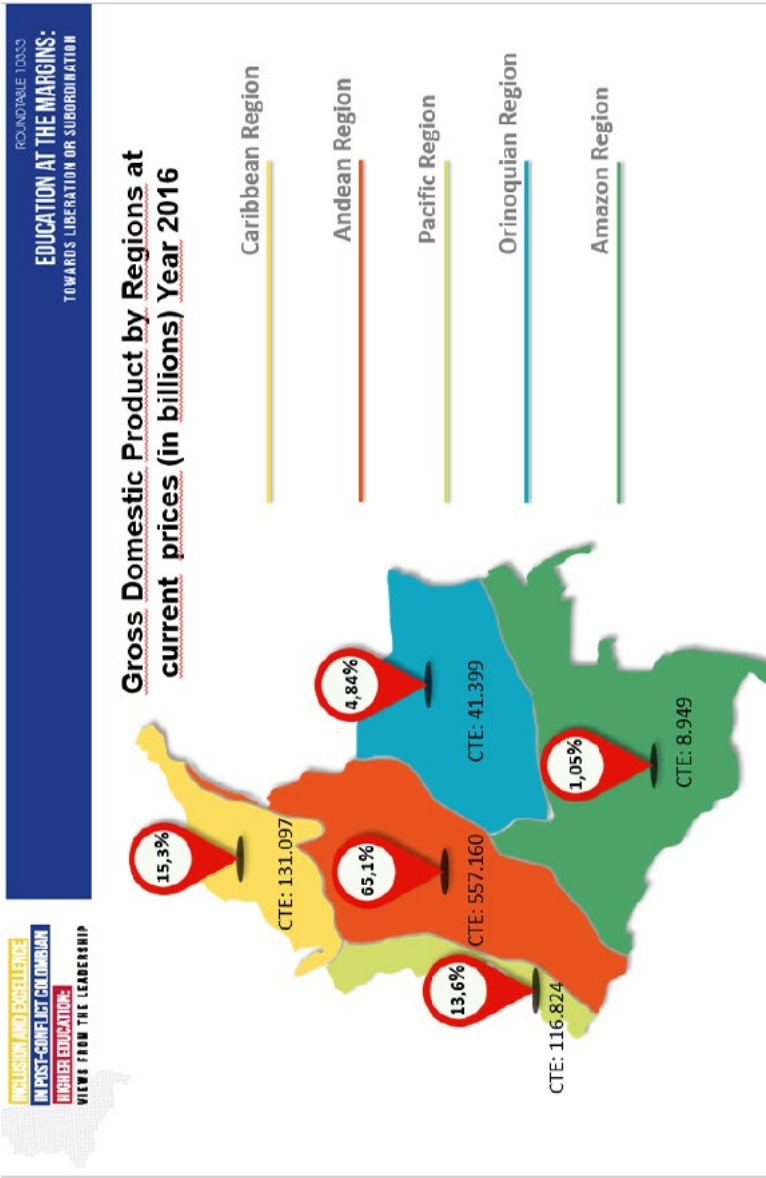 INCLUSION AND EXCELLENCE
IN POST-CONFLICT COLOMBIAN
HIGHER EDUCATION:
VIEWS FROM THE LEADERSHIP
ROUNDTABLE 10333
EDUCATION AT THE MARGINS:
TOWARDS LIBERATION OR SUBORDINATION
Gross Domestic Product by Regions at
current prices (in billions) Year 2016
15,3%
CTE: 131.097
4,84%
CTE: 41.399
65,1%
CTE: 557.160
13,6%
CTE: 116.824
1,05%
CTE: 8.949
Caribbean Region
Andean Region
Pacific Region
Orinoquian Region
Amazon Region